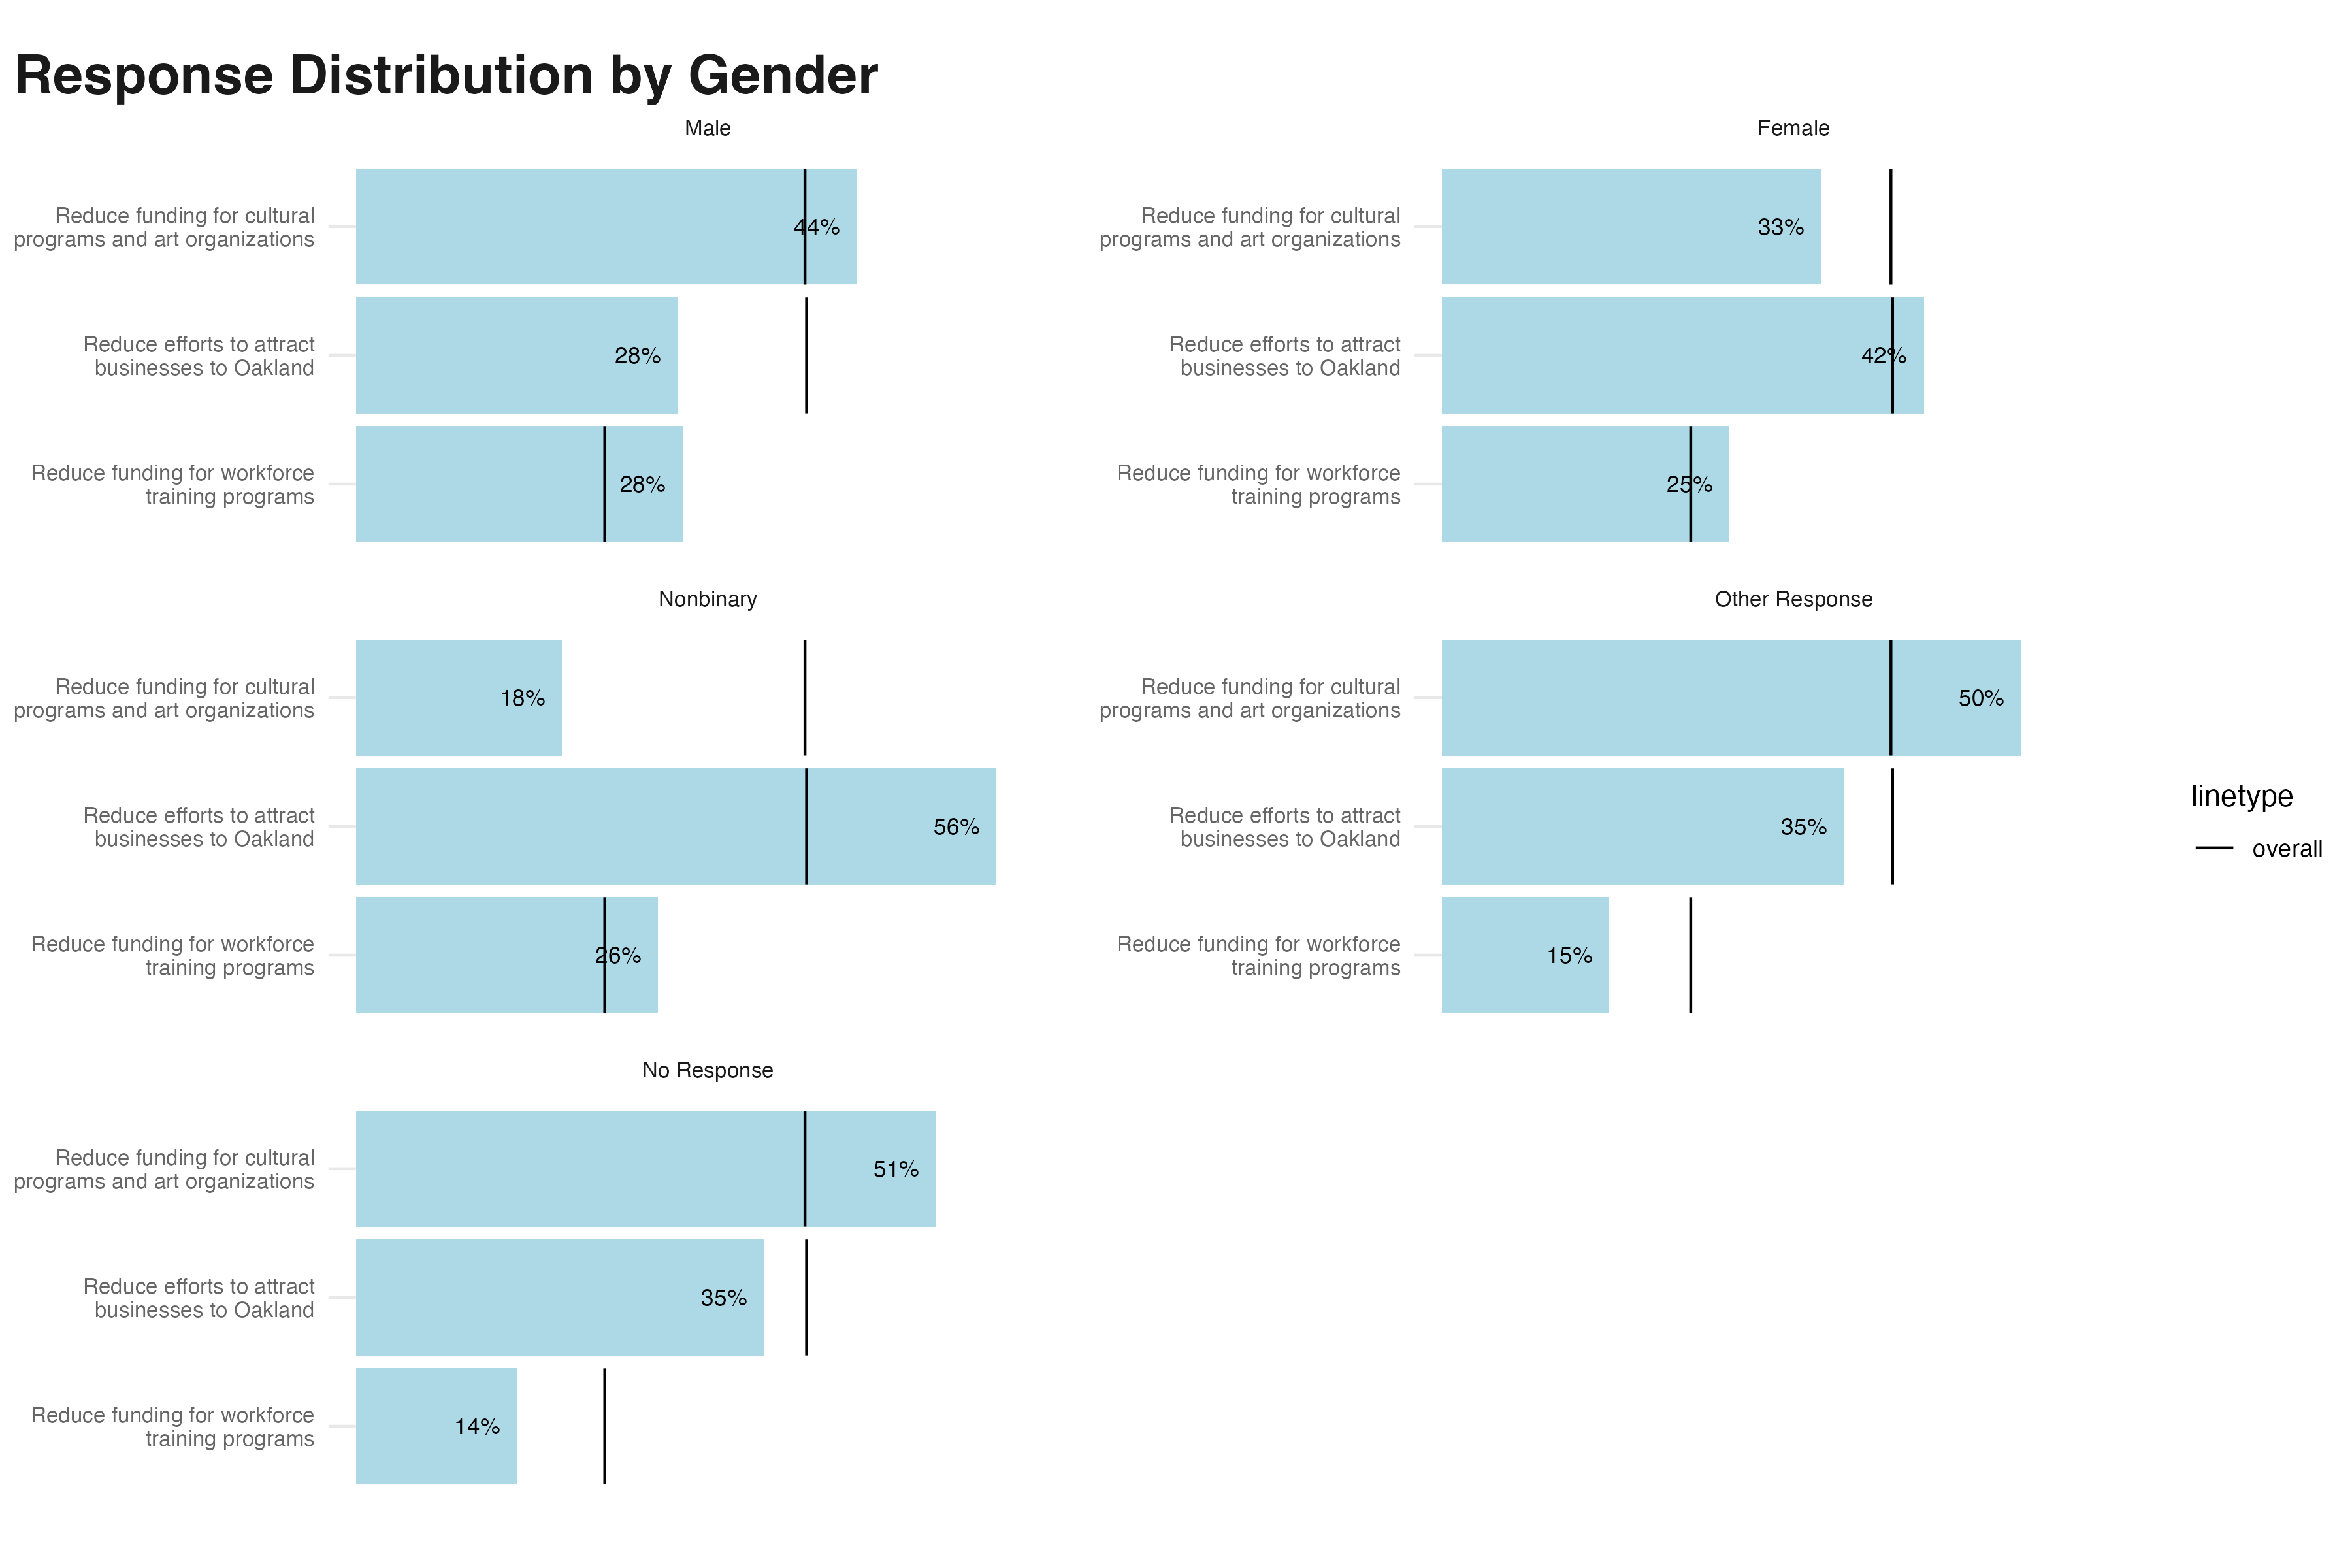 Response Distribution by Gender
Male
Reduce funding for cultural
programs and art organizations
44%
Reduce efforts to attract
businesses to Oakland
28%
Reduce funding for workforce
training programs
28%
Female
Reduce funding for cultural
programs and art organizations
33%
Reduce efforts to attract
businesses to Oakland
42%
Reduce funding for workforce
training programs
25%
Nonbinary
Reduce funding for cultural
programs and art organizations
18%
Reduce efforts to attract
businesses to Oakland
56%
Reduce funding for workforce
training programs
26%
Other Response
Reduce funding for cultural
programs and art organizations
50%
Reduce efforts to attract
businesses to Oakland
35%
Reduce funding for workforce
training programs
15%
No Response
Reduce funding for cultural
programs and art organizations
51%
Reduce efforts to attract
businesses to Oakland
35%
Reduce funding for workforce
training programs
14%
linetype
overall